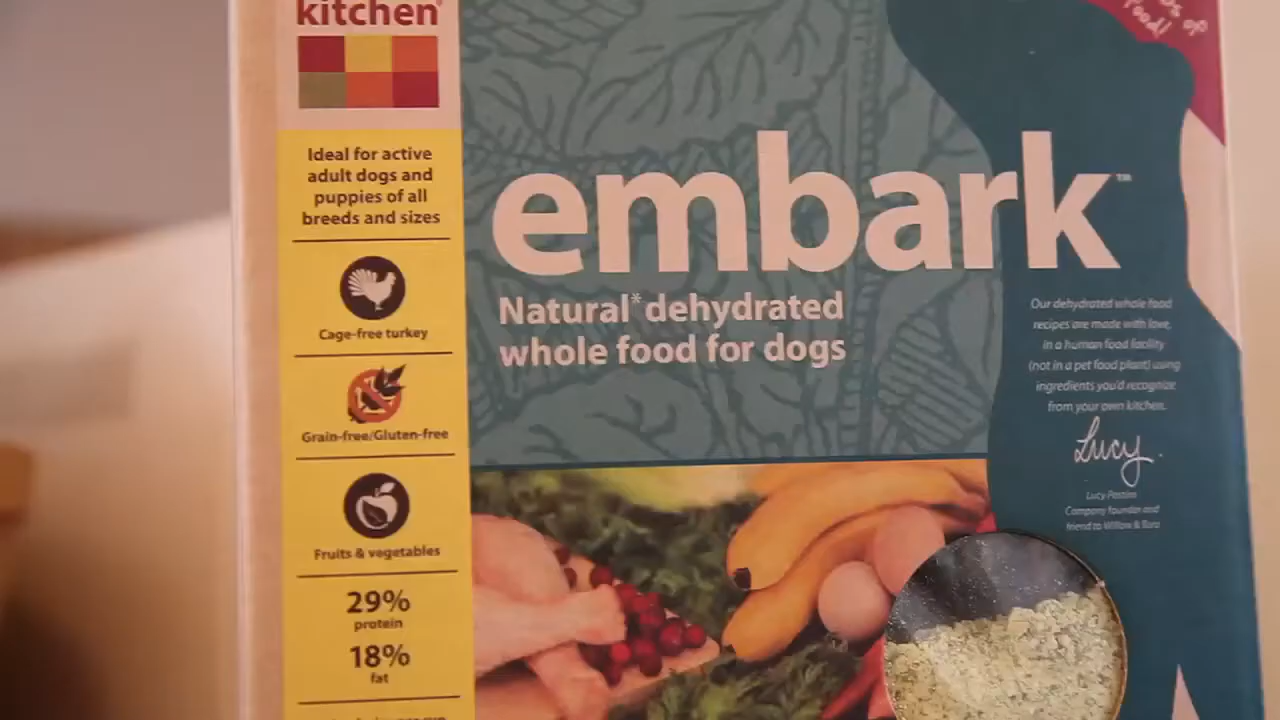 kitchen
Ideal for active
adult dogs and
puppies of all
breeds and sizes
Cage-free turkey
Grain-free/Gluten-free
Fruits & vegetables
29%
protein
18%
fat
embark™
Natural* dehydrated
whole food for dogs
of
food!
Our dehydrated whole food
recipes are made with love,
in a human food facility
(not in a pet food plant) using
ingredients you'd recognize
from your own kitchen.
Lucy.
Lucy Postins
Company founder and
friend to Willow & Bora